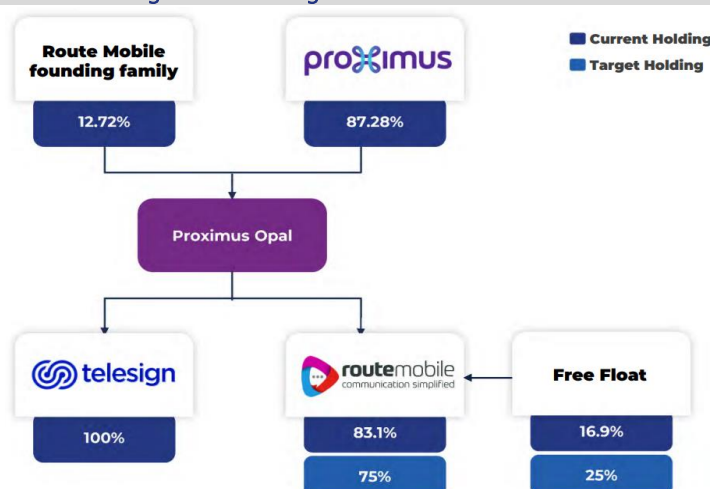 Route Mobile
founding family
proximus
Current Holding
Target Holding
12.72%
87.28%
Proximus Opal
telesign
routemobile
communication simplified
Free Float
100%
83.1%
16.9%
75%
25%